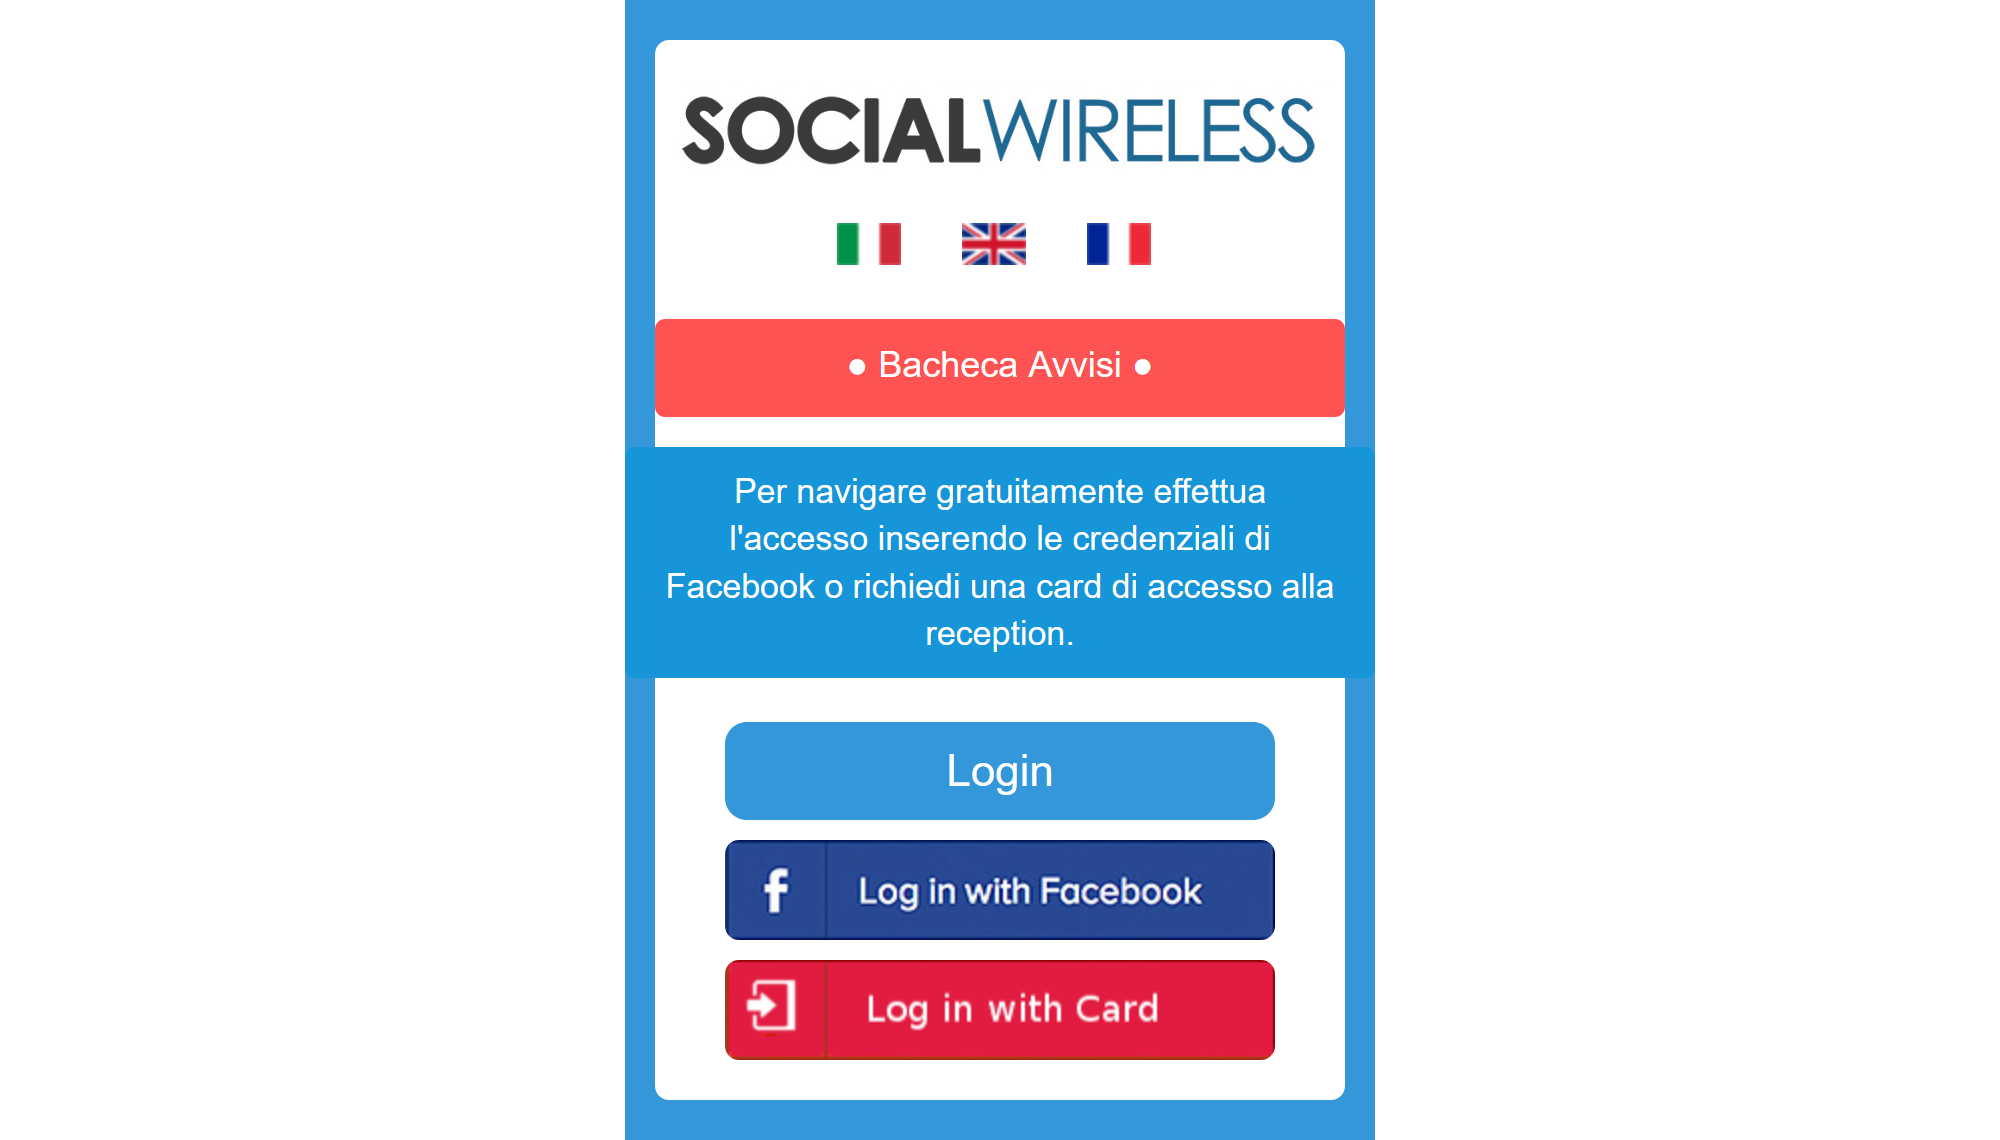 SOCIALWIRELESS
● Bacheca Avvisi ●
Per navigare gratuitamente effettua
l'accesso inserendo le credenziali di
Facebook o richiedi una card di accesso alla
reception.
Login
f Log in with Facebook
Log in with Card